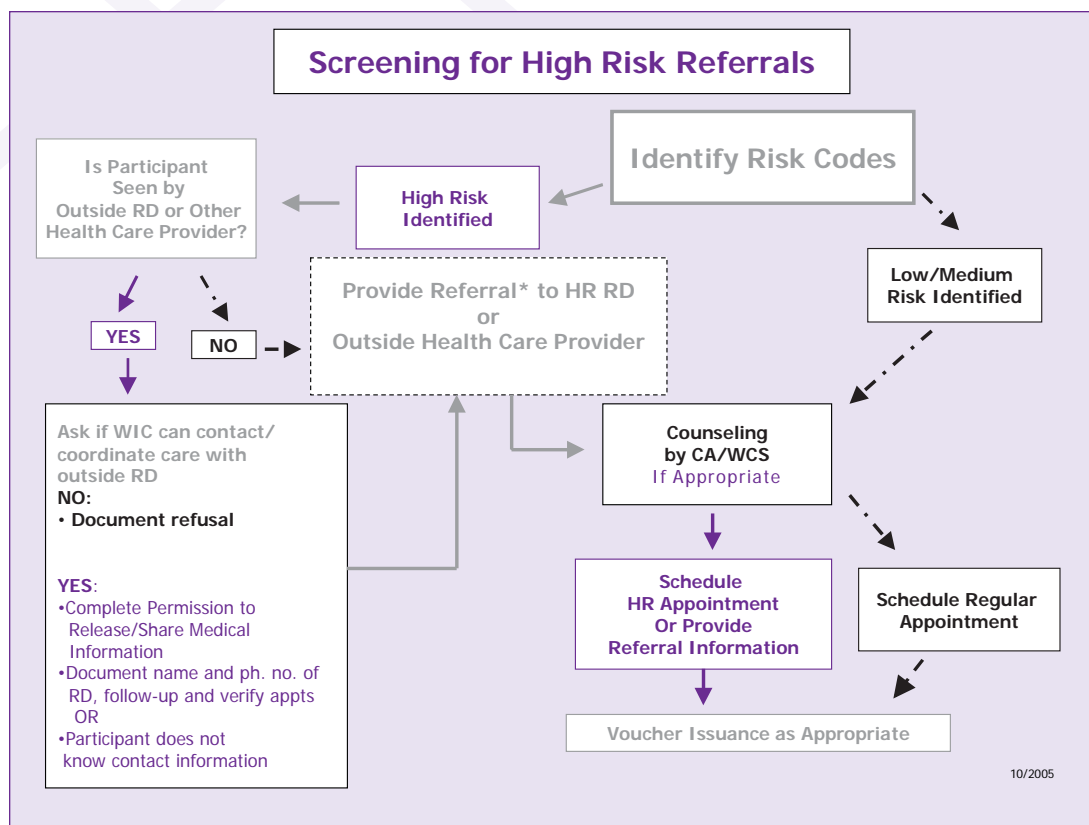 Screening for High Risk Referrals
Identify Risk Codes
Is Participant
Seen by
Outside RD or Other
Health Care Provider?
High Risk
Identified
Low/Medium
Risk Identified
Provide Referral* to HR RD
or
Outside Health Care Provider
YES
NO
Ask if WIC can contact/
coordinate care with
outside RD
NO:
• Document refusal
YES:
•Complete Permission to
Release/Share Medical
Information
•Document name and ph. no. of
RD, follow-up and verify appts
OR
•Participant does not
know contact information
Counseling
by CA/WCS
If Appropriate
Schedule
HR Appointment
Or Provide
Referral Information
Schedule Regular
Appointment
Voucher Issuance as Appropriate
10/2005